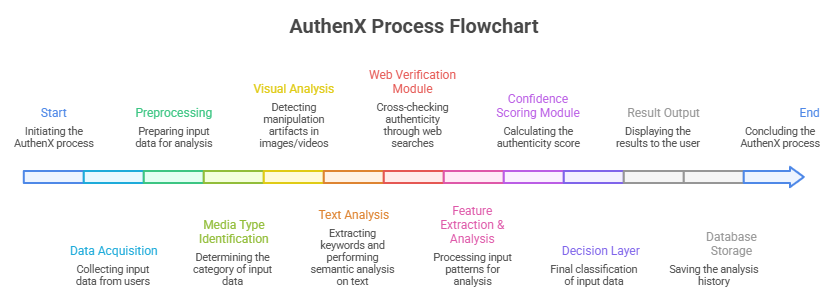 AuthenX Process Flowchart
Start
Initiating the
AuthenX process
Data Acquisition
Collecting input
data from users
Preprocessing
Preparing input
data for analysis
Media Type
Identification
Determining the
category of input
data
Visual Analysis
Detecting
manipulation
artifacts in
images/videos
Text Analysis
Extracting
keywords and
performing
semantic analysis
on text
Web Verification
Module
Cross-checking
authenticity
through web
searches
Feature
Extraction &
Analysis
Processing input
patterns for
analysis
Confidence
Scoring Module
Calculating the
authenticity score
Decision Layer
Final classification
of input data
Result Output
Displaying the
results to the user
Database
Storage
Saving the analysis
history
End
Concluding the
AuthenX process